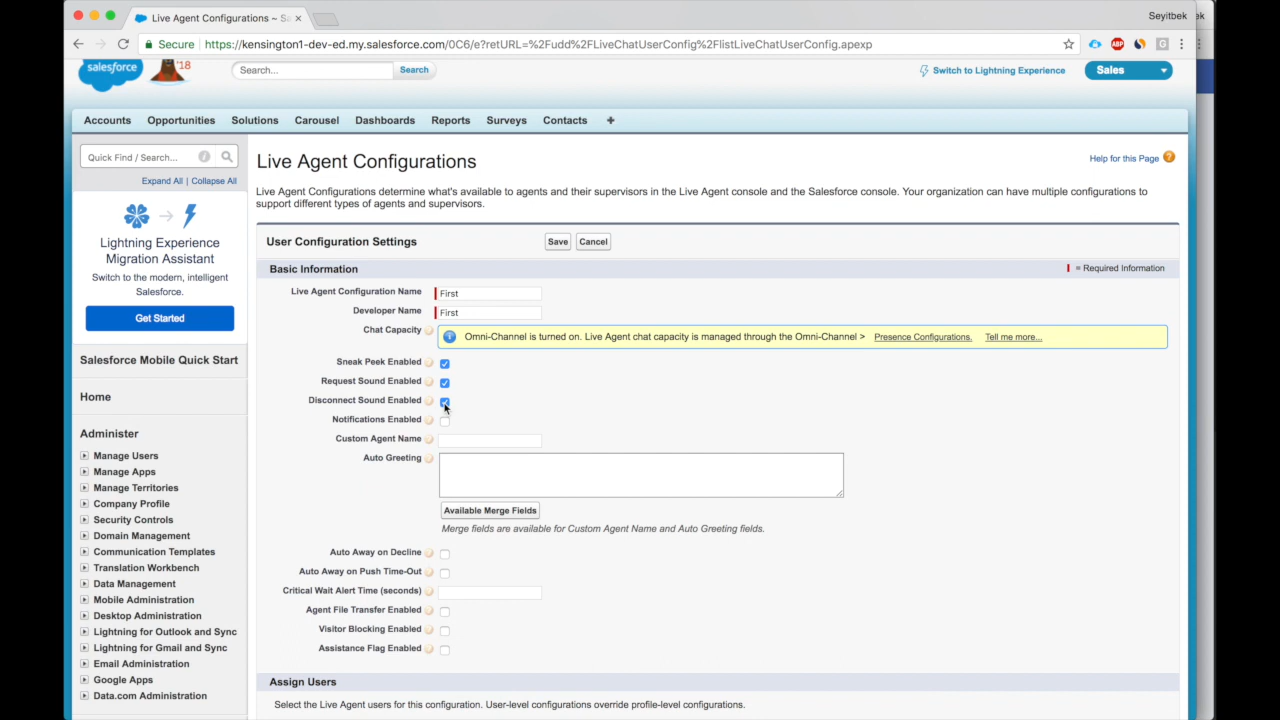 Live Agent Configurations ~ Sa
Seyitbek
ek
Secure
https://kensington1-dev-ed.my.salesforce.com/0C6/e?retURL=%2Fudd%2FLiveChatUserConfig%2FlistLiveChatUserConfig.apexp
ABP
G
salesforce
'18
Search...
Search
Switch to Lightning Experience
Sales
Accounts Opportunities Solutions Carousel Dashboards Reports Surveys Contacts +
Quick Find / Search...
Expand All | Collapse All
Lightning Experience
Migration Assistant
Switch to the modern, intelligent
Salesforce.
Get Started
Salesforce Mobile Quick Start
Home
Administer
Manage Users
Manage Apps
Manage Territories
Company Profile
Security Controls
Domain Management
Communication Templates
Translation Workbench
Data Management
Mobile Administration
Desktop Administration
Lightning for Outlook and Sync
Lightning for Gmail and Sync
Email Administration
Google Apps
Data.com Administration
Live Agent Configurations
Help for this Page ?
Live Agent Configurations determine what's available to agents and their supervisors in the Live Agent console and the Salesforce console. Your organization can have multiple configurations to
support different types of agents and supervisors.
User Configuration Settings
Save Cancel
Basic Information
= Required Information
Live Agent Configuration Name First
Developer Name First
Chat Capacity Omni-Channel is turned on. Live Agent chat capacity is managed through the Omni-Channel > Presence Configurations. Tell me more...
Sneak Peek Enabled
Request Sound Enabled
Disconnect Sound Enabled
Notifications Enabled
Custom Agent Name
Auto Greeting
Available Merge Fields
Merge fields are available for Custom Agent Name and Auto Greeting fields.
Auto Away on Decline
Auto Away on Push Time-Out
Critical Wait Alert Time (seconds)
Agent File Transfer Enabled
Visitor Blocking Enabled
Assistance Flag Enabled
Assign Users
Select the Live Agent users for this configuration. User-level configurations override profile-level configurations.